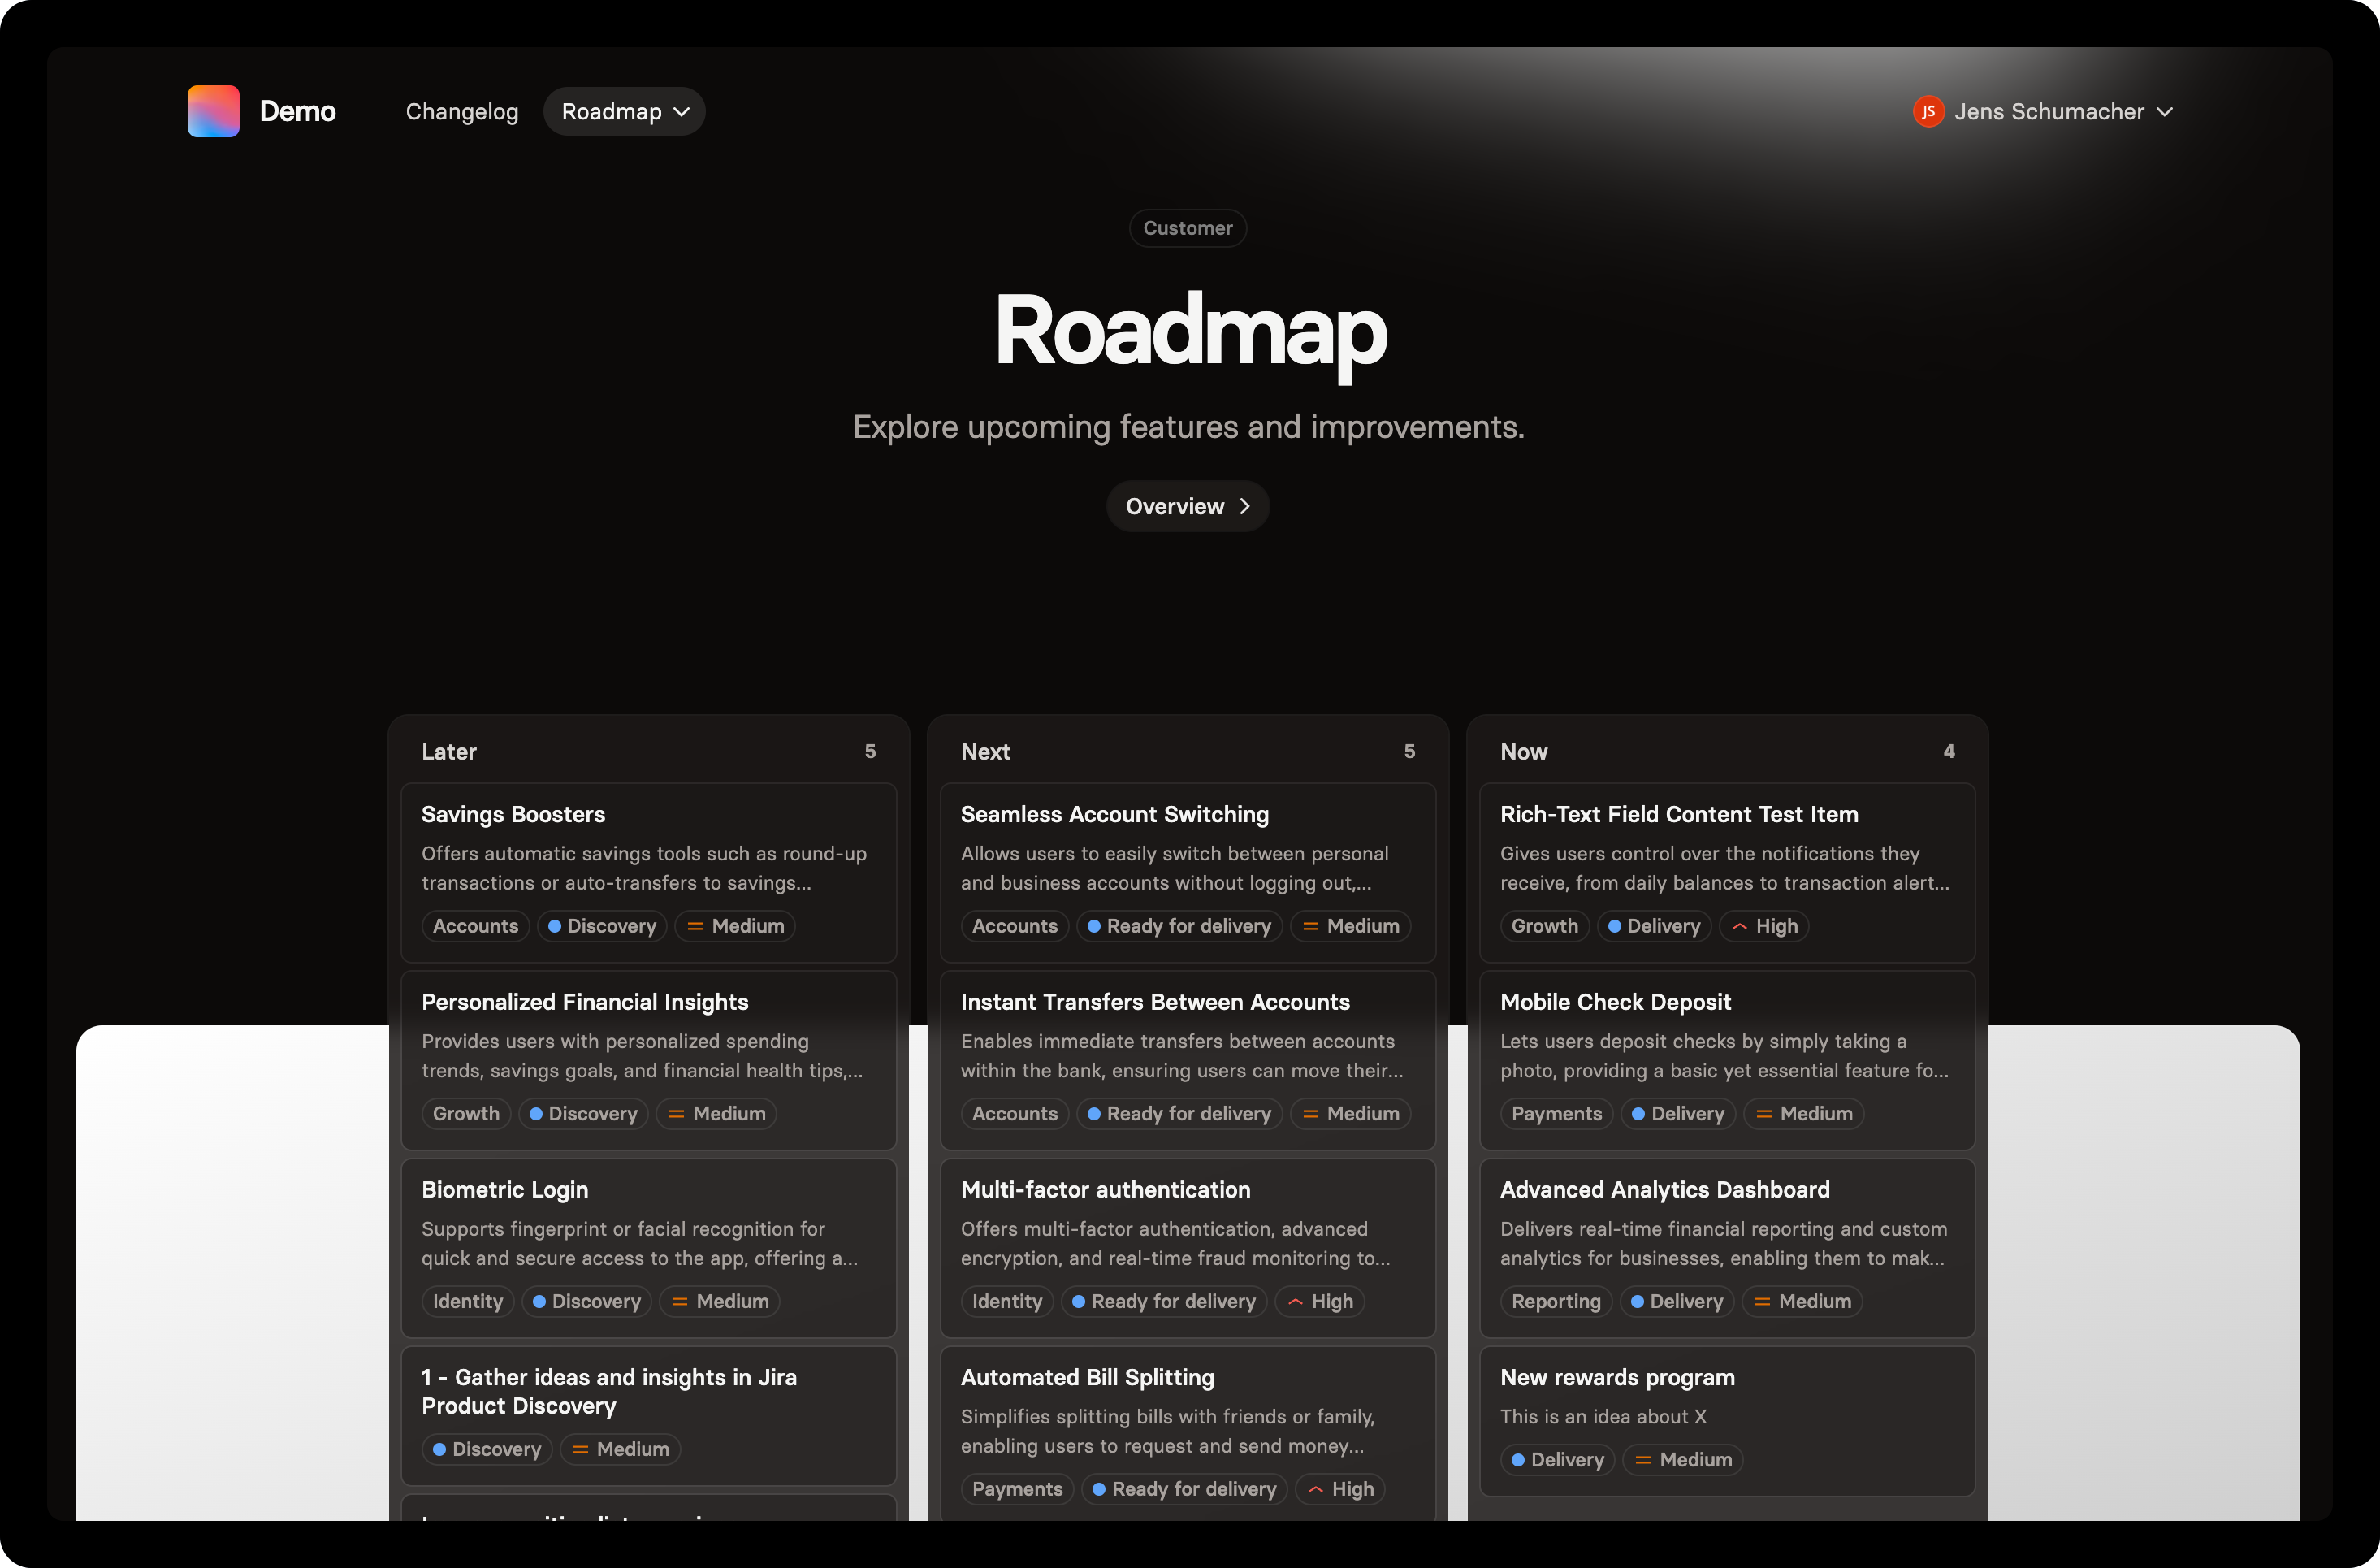 Demo
Changelog
Roadmap
JS
Jens Schumacher
Customer
Roadmap
Explore upcoming features and improvements.
Overview
Later
5
Savings Boosters
Offers automatic savings tools such as round-up
transactions or auto-transfers to savings...
Accounts
Discovery
Medium
Personalized Financial Insights
Provides users with personalized spending
trends, savings goals, and financial health tips,...
Growth
Discovery
Medium
Biometric Login
Supports fingerprint or facial recognition for
quick and secure access to the app, offering a...
Identity
Discovery
Medium
1 - Gather ideas and insights in Jira
Product Discovery
Discovery
Medium
Next
5
Seamless Account Switching
Allows users to easily switch between personal
and business accounts without logging out,...
Accounts
Ready for delivery
Medium
Instant Transfers Between Accounts
Enables immediate transfers between accounts
within the bank, ensuring users can move their...
Accounts
Ready for delivery
Medium
Multi-factor authentication
Offers multi-factor authentication, advanced
encryption, and real-time fraud monitoring to...
Identity
Ready for delivery
High
Automated Bill Splitting
Simplifies splitting bills with friends or family,
enabling users to request and send money...
Payments
Ready for delivery
High
Now
4
Rich-Text Field Content Test Item
Gives users control over the notifications they
receive, from daily balances to transaction alert...
Growth
Delivery
High
Mobile Check Deposit
Lets users deposit checks by simply taking a
photo, providing a basic yet essential feature fo...
Payments
Delivery
Medium
Advanced Analytics Dashboard
Delivers real-time financial reporting and custom
analytics for businesses, enabling them to mak...
Reporting
Delivery
Medium
New rewards program
This is an idea about X
Delivery
Medium